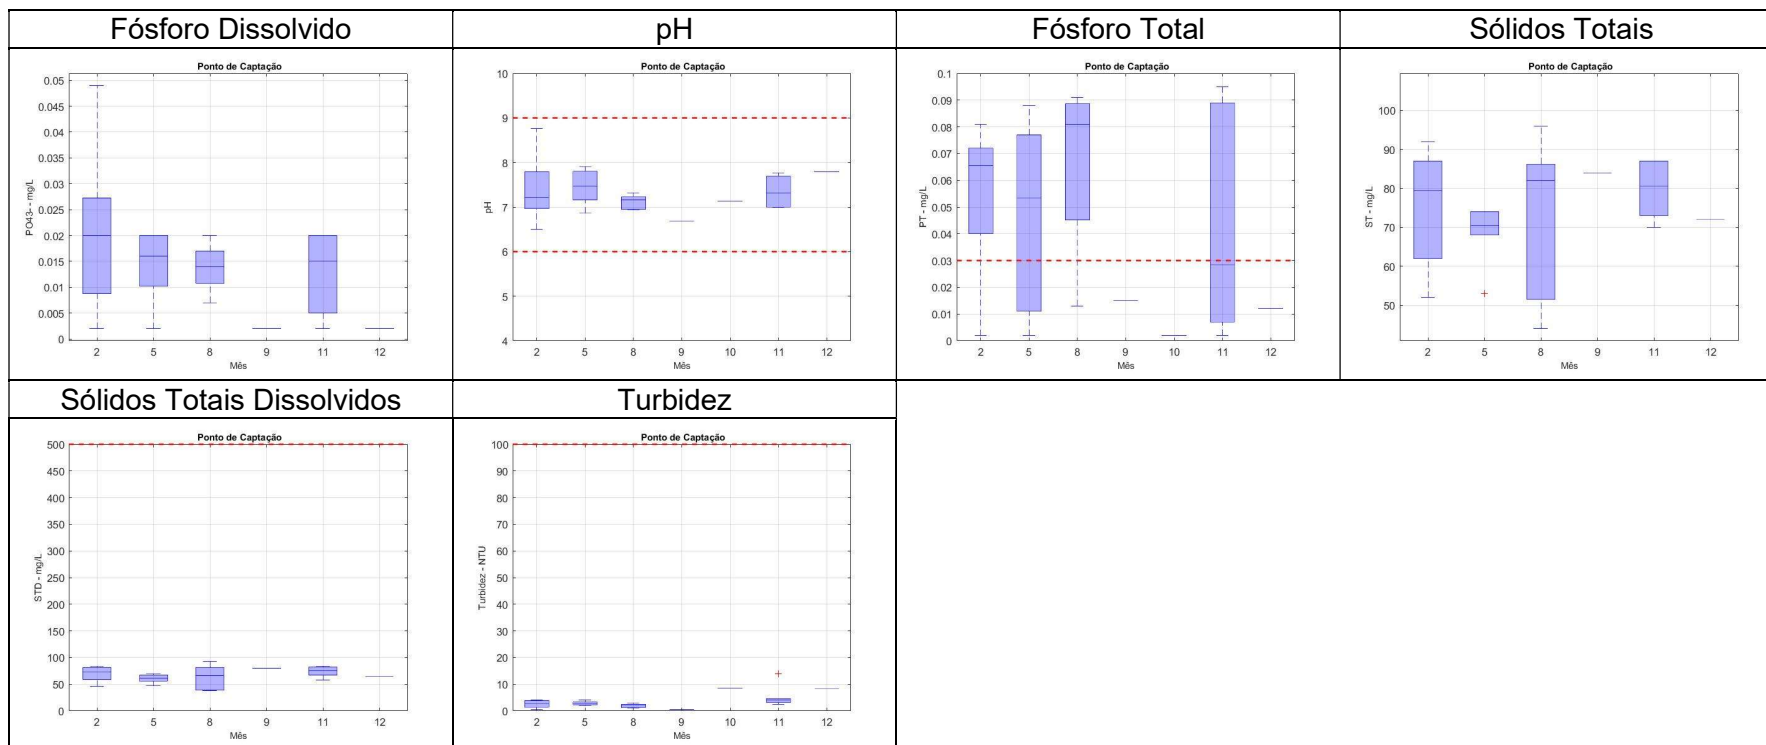 Fósforo Dissolvido
pH
Fósforo Total
Sólidos Totais
Ponto de Captação
0.05
0.045
0.04
0.035
0.03
0.025
0.02
0.015
0.01
0.005
0
PO43- - mg/L
2 5 8 9 11 12
Mês
Ponto de Captação
10
9
8
7
6
5
4
pH
2 5 8 9 10 11 12
Mês
Ponto de Captação
0.1
0.09
0.08
0.07
0.06
0.05
0.04
0.03
0.02
0.01
0
PT - mg/L
2 5 8 9 10 11 12
Mês
Ponto de Captação
100
90
80
70
60
50
ST - mg/L
2 5 8 9 11 12
Mês
Sólidos Totais Dissolvidos
Turbidez
Ponto de Captação
500
450
400
350
300
250
200
150
100
50
0
STD - mg/L
2 5 8 9 11 12
Mês
Ponto de Captação
100
90
80
70
60
50
40
30
20
10
0
Turbidez - NTU
2 5 8 9 10 11 12
Mês